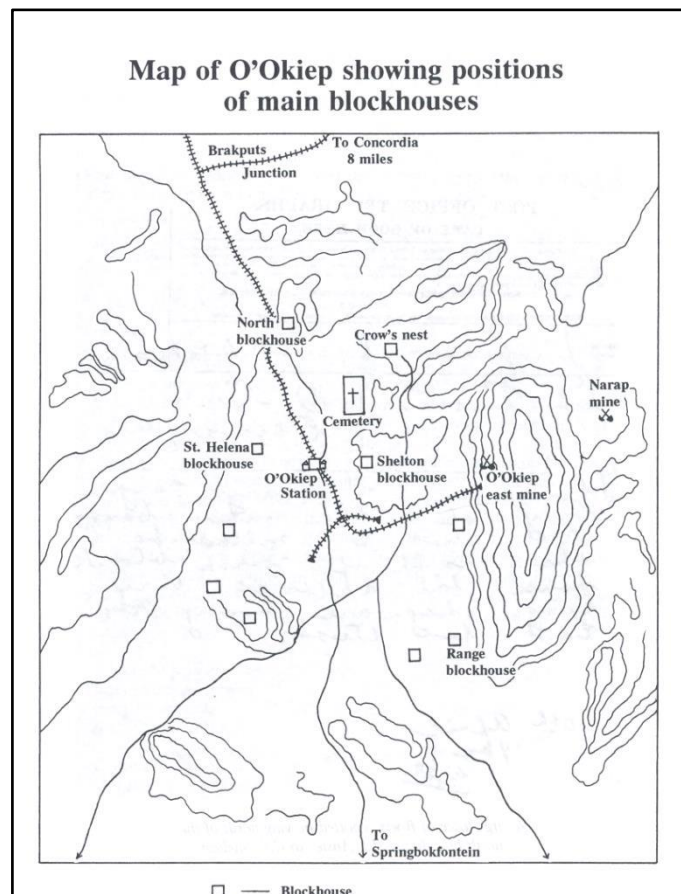 Map of O'Okiep showing positions
of main blockhouses
Brakputs
Junction
To Concordia
8 miles
North
blockhouse
Crow's nest
Narap
mine
Cemetery
St. Helena
blockhouse
O'Okiep
Station
Shelton
blockhouse
O'Okiep
east mine
Range
blockhouse
To
Springbokfontein
Blockhouse